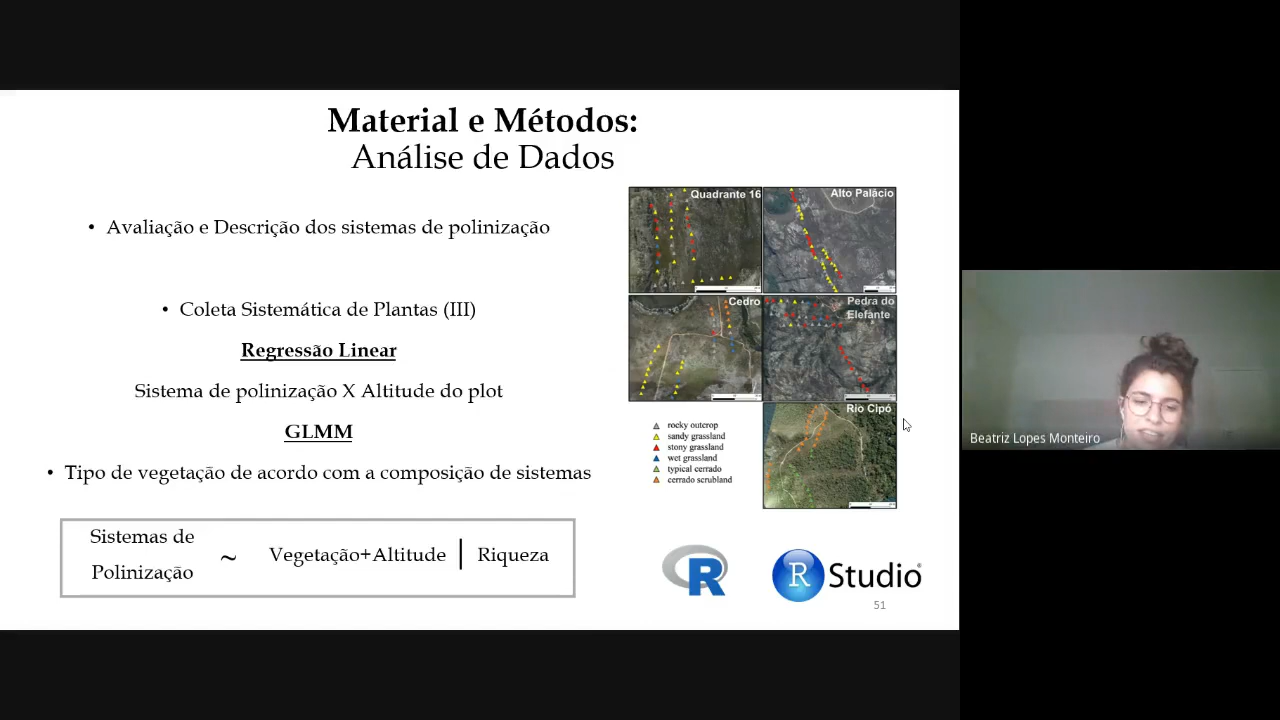 Material e Métodos:
Análise de Dados
• Avaliação e Descrição dos sistemas de polinização
• Coleta Sistemática de Plantas (III)
Regressão Linear
Sistema de polinização X Altitude do plot
GLMM
• Tipo de vegetação de acordo com a composição de sistemas
Sistemas de
Polinização
~
Vegetação+Altitude | Riqueza
Quadrante 16
Alto Palácio
Cedro
Pedra do
Elefante
Rio Cipó
rocky outcrop
sandy grassland
stony grassland
wet grassland
typical cerrado
cerrado scrubland
R
R Studio
51
Beatriz Lopes Monteiro